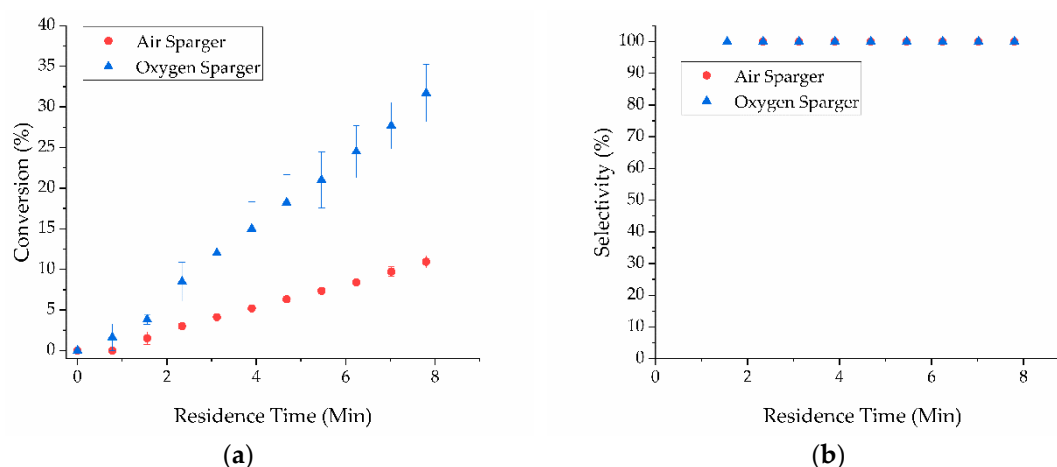 40
35
30
25
20
15
10
5
0
Conversion (%)
Air Sparger
Oxygen Sparger
0 2 4 6 8
Residence Time (Min)
(a)
100
90
80
70
60
50
40
30
20
10
0
Selectivity (%)
Air Sparger
Oxygen Sparger
0 2 4 6 8
Residence Time (Min)
(b)